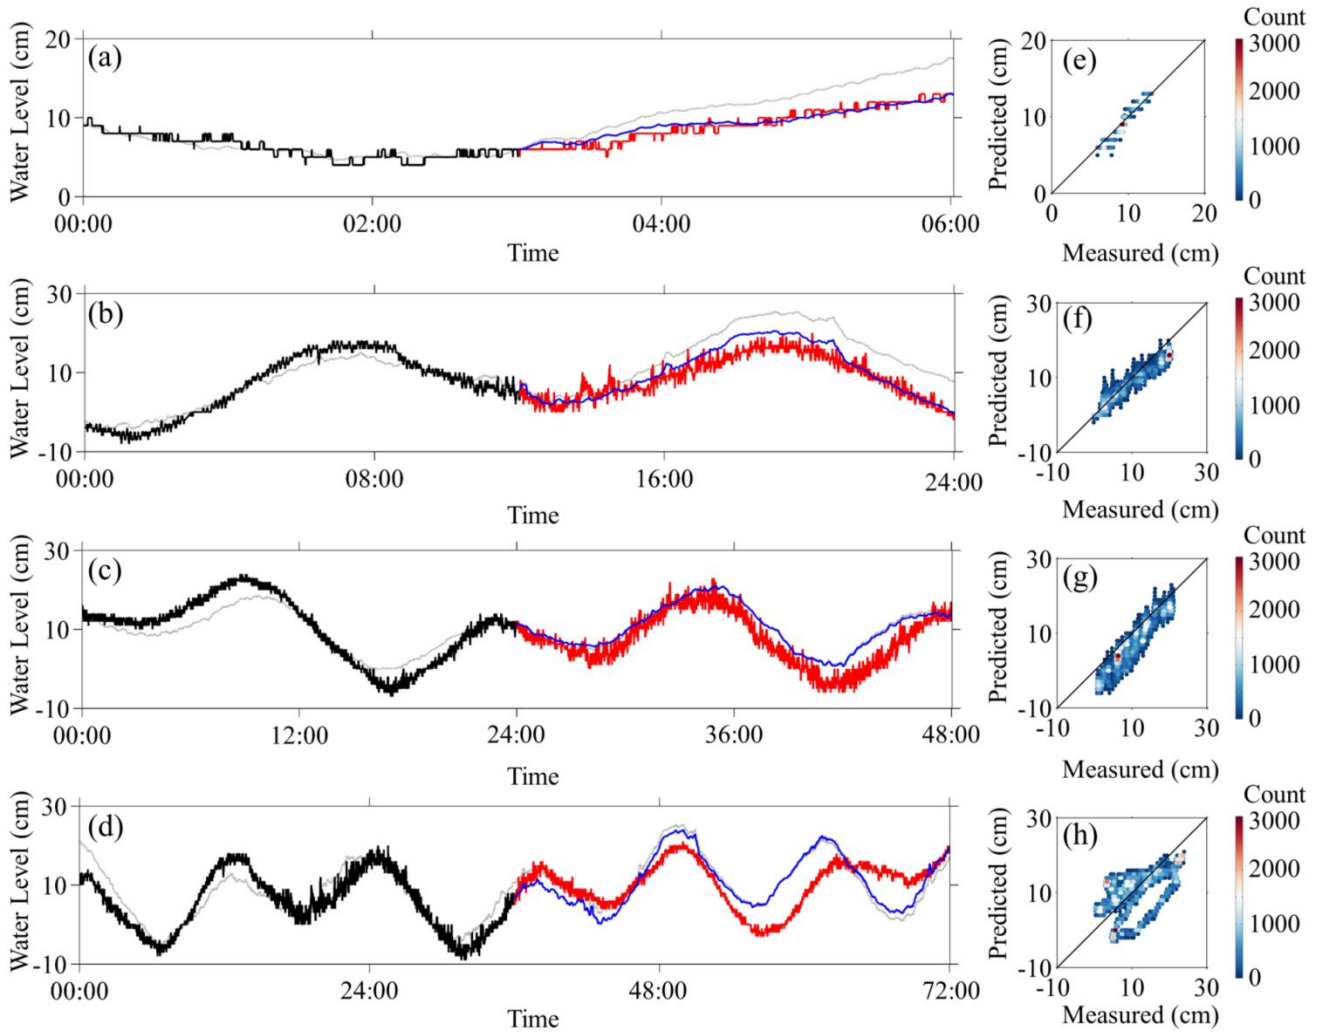 Count
20
(a)
Water Level (cm)
10
0
00:00
02:00
04:00
06:00
Time
20
(e)
Predicted (cm)
10
0
0
10
20
Measured (cm)
3000
2000
1000
0
Count
30
(b)
Water Level (cm)
10
-10
00:00
08:00
16:00
24:00
Time
30
(f)
Predicted (cm)
10
-10
-10
10
30
Measured (cm)
3000
2000
1000
0
Count
30
(c)
Water Level (cm)
10
-10
00:00
12:00
24:00
36:00
48:00
Time
30
(g)
Predicted (cm)
10
-10
-10
10
30
Measured (cm)
3000
2000
1000
0
Count
30
(d)
Water Level (cm)
10
-10
00:00
24:00
48:00
72:00
Time
30
(h)
Predicted (cm)
10
-10
-10
10
30
Measured (cm)
3000
2000
1000
0